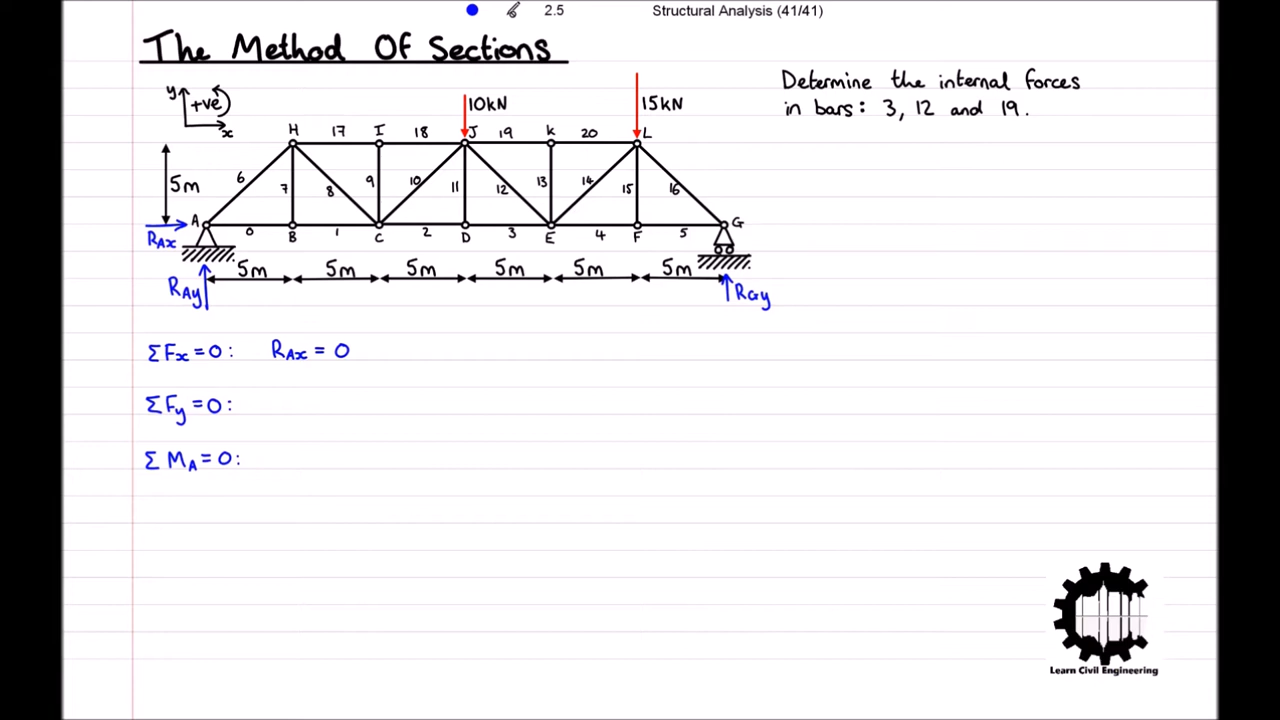 2.5 Structural Analysis (41/41)
The Method Of Sections
Determine the internal forces
in bars: 3, 12 and 19.
y +ve x
10kN 15kN
H 17 I 18 J 19 K 20 L
5m 6 7 8 9 10 11 12 13 14 15 16
A 0 B 1 C 2 D 3 E 4 F 5 G
RAx
5m 5m 5m 5m 5m 5m
RAy RGy
ΣFx = 0: RAx = 0
ΣFy = 0:
ΣMA = 0:
Learn Civil Engineering